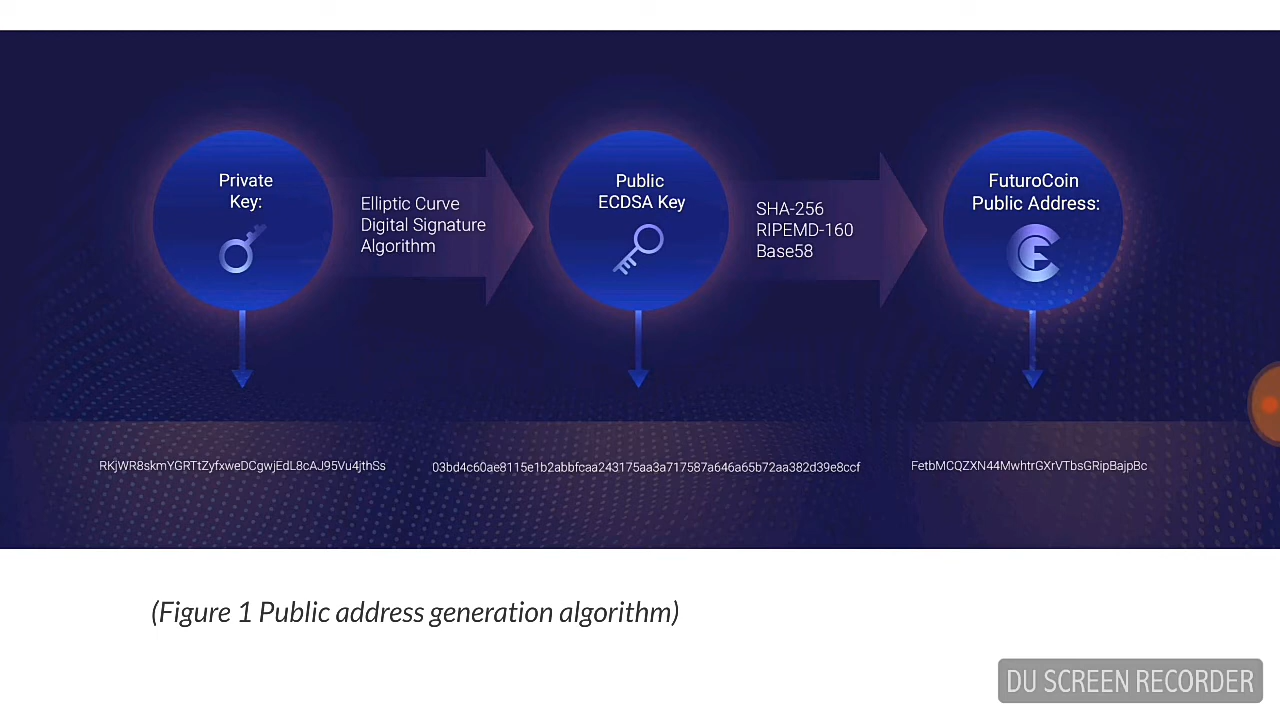 Private
Key:
Elliptic Curve
Digital Signature
Algorithm
Public
ECDSA Key
SHA-256
RIPEMD-160
Base58
FuturoCoin
Public Address:
RKjWR8skmYGRTtZyfxweDCgwjEdL8cAJ95Vu4jthSs
03bd4c60ae8115e1b2abbfcaa243175aa3a717587a646a65b72aa382d39e8ccf
FetbMCQZXN44MwhtrGXrVTbsGRipBajpBc
(Figure 1 Public address generation algorithm)
DU SCREEN RECORDER